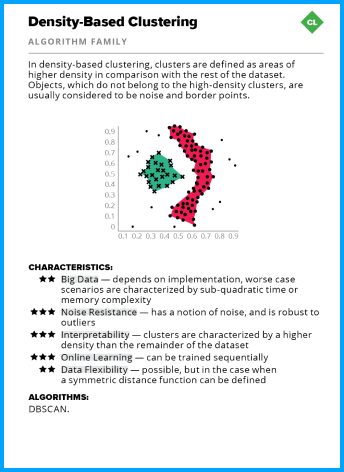 Density-Based Clustering
CL
ALGORITHM FAMILY
In density-based clustering, clusters are defined as areas of
higher density in comparison with the rest of the dataset.
Objects, which do not belong to the high-density clusters, are
usually considered to be noise and border points.
0.9
0.8
0.7
0.6
0.5
0.4
0.3
0.2
0.1
0
0.1 0.2 0.3 0.4 0.5 0.6 0.7 0.8 0.9
CHARACTERISTICS:
★★ Big Data — depends on implementation, worse case
scenarios are characterized by sub-quadratic time or
memory complexity
★★★ Noise Resistance — has a notion of noise, and is robust to
outliers
★★★ Interpretability — clusters are characterized by a higher
density than the remainder of the dataset
★★★ Online Learning — can be trained sequentially
★★ Data Flexibility — possible, but in the case when
a symmetric distance function can be defined
ALGORITHMS:
DBSCAN.